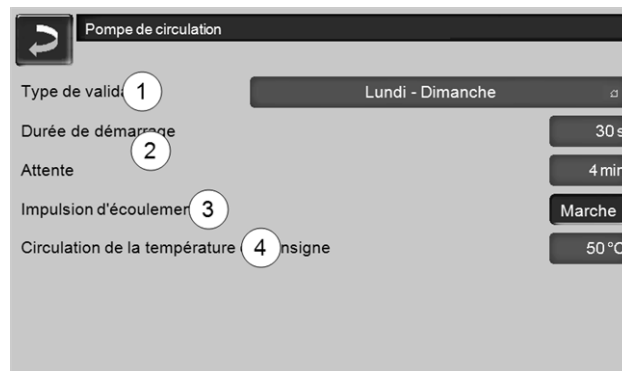 Pompe de circulation
Type de valida 1 Lundi - Dimanche
Durée de démarrage 30 s
2
Attente 4 min
Impulsion d'écoulemen 3 Marche
Circulation de la température 4 nsigne 50 °C